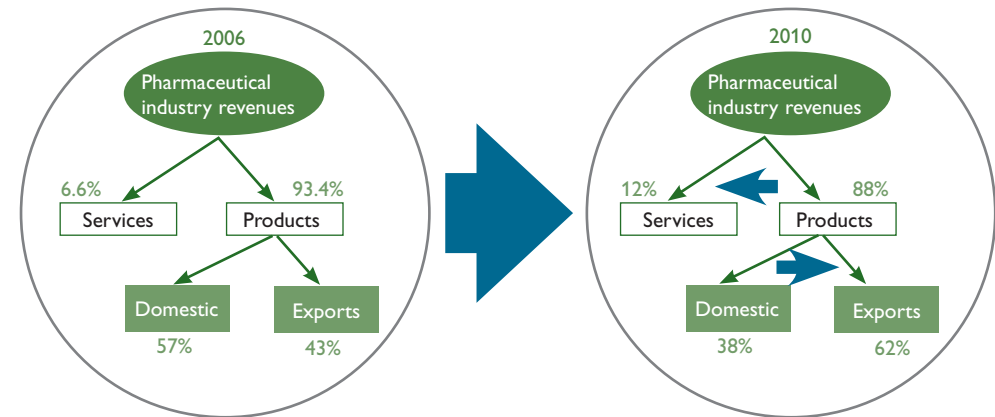 2006
Pharmaceutical
industry revenues
6.6%
93.4%
Services
Products
Domestic
Exports
57%
43%
2010
Pharmaceutical
industry revenues
12%
88%
Services
Products
Domestic
Exports
38%
62%